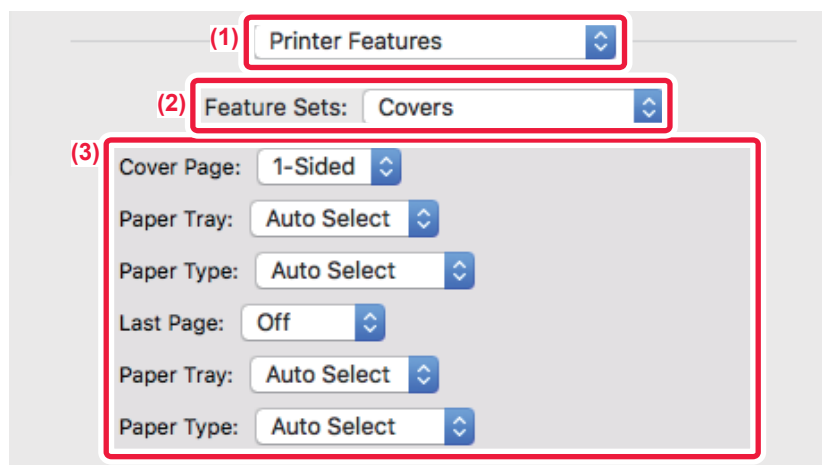 (1) Printer Features
(2) Feature Sets: Covers
(3)
Cover Page: 1-Sided
Paper Tray: Auto Select
Paper Type: Auto Select
Last Page: Off
Paper Tray: Auto Select
Paper Type: Auto Select